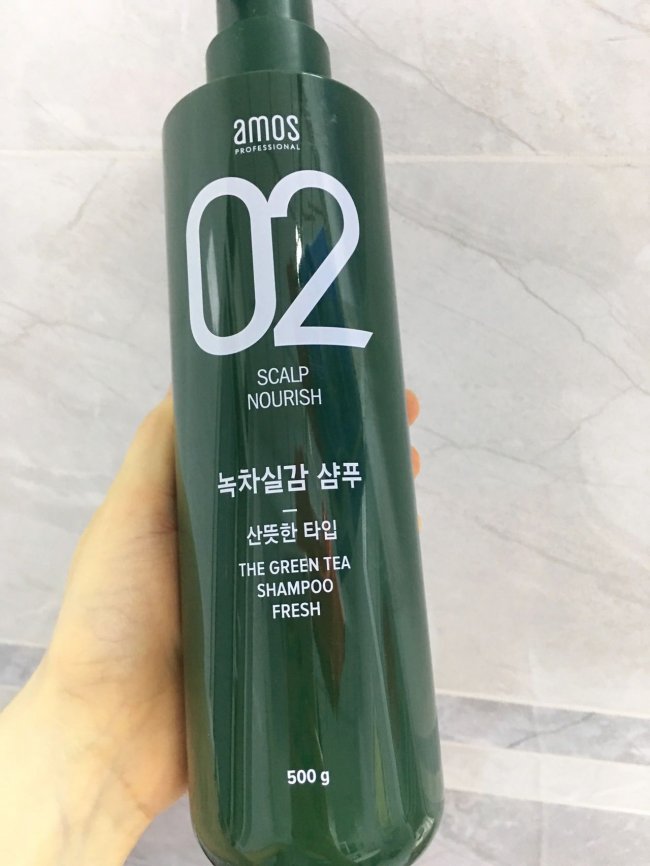 amos
PROFESSIONAL
02
SCALP
NOURISH
녹차실감 샴푸
산뜻한 타입
THE GREEN TEA
SHAMPOO
FRESH
500 g